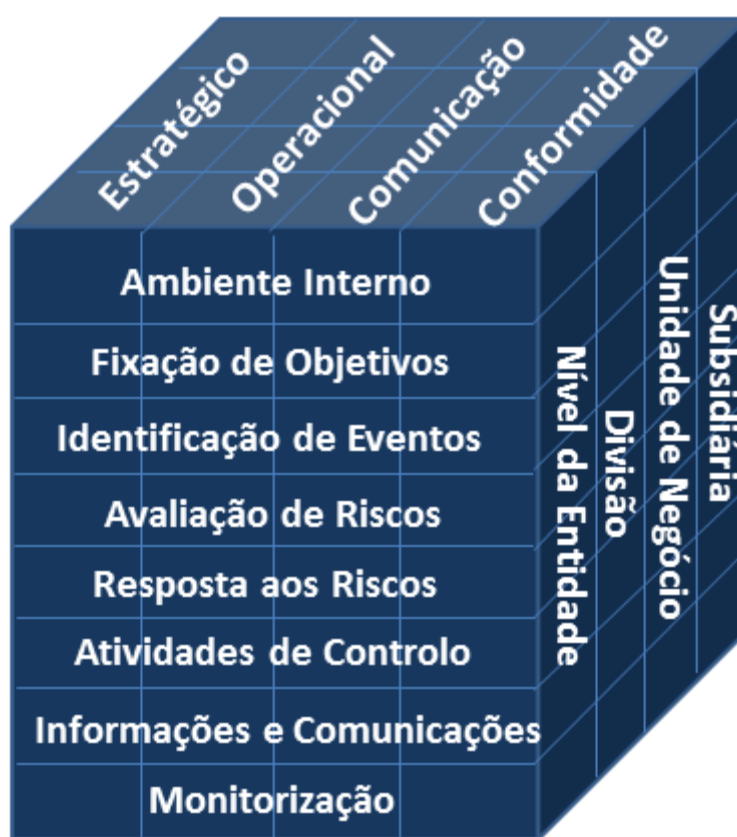 Estratégico
Operacional
Comunicação
Conformidade
Ambiente Interno
Fixação de Objetivos
Identificação de Eventos
Avaliação de Riscos
Resposta aos Riscos
Atividades de Controlo
Informações e Comunicações
Monitorização
Nível da Entidade
Divisão
Unidade de Negócio
Subsidiária